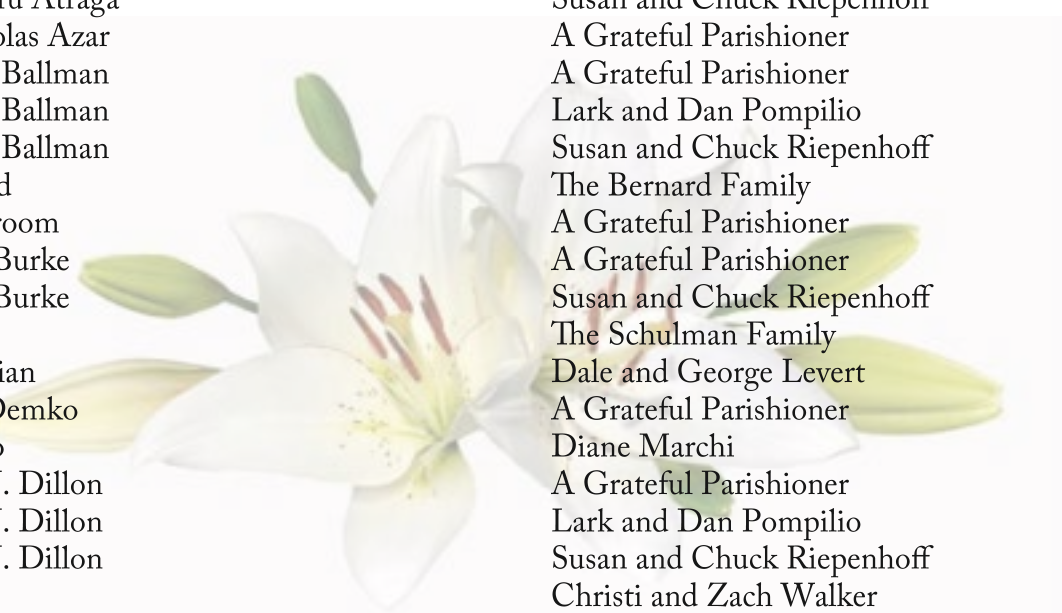 Susan and Chuck Riepenhoff
olas Azar A Grateful Parishioner
Ballman A Grateful Parishioner
Ballman Lark and Dan Pompilio
Ballman Susan and Chuck Riepenhoff
d The Bernard Family
room A Grateful Parishioner
Burke A Grateful Parishioner
Burke Susan and Chuck Riepenhoff
The Schulman Family
ian Dale and George Levert
Demko A Grateful Parishioner
Diane Marchi
. Dillon A Grateful Parishioner
. Dillon Lark and Dan Pompilio
. Dillon Susan and Chuck Riepenhoff
Christi and Zach Walker